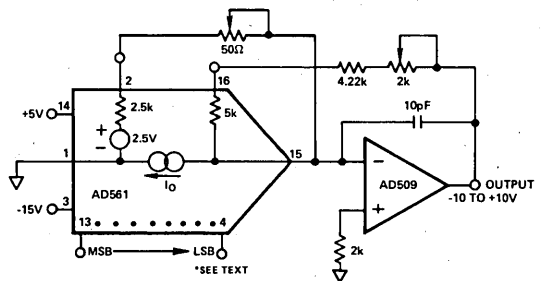 50Ω
2
16
4.22k
2k
14
+5V
2.5k
5k
10pF
+
−
2.5V
1
15
−
I_O
AD561
AD509
OUTPUT
-10 TO +10V
3
-15V
+
13
4
MSB
LSB
2k
*SEE TEXT